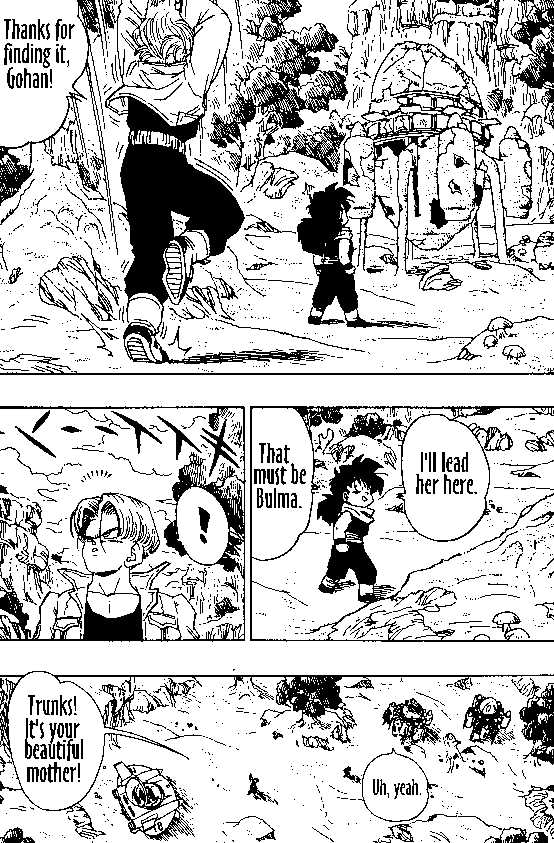 Thanks for
finding it,
Gohan!
!
That
must be
Bulma.
I'll lead
her here.
Trunks!
It's your
beautiful
mother!
Uh, yeah.